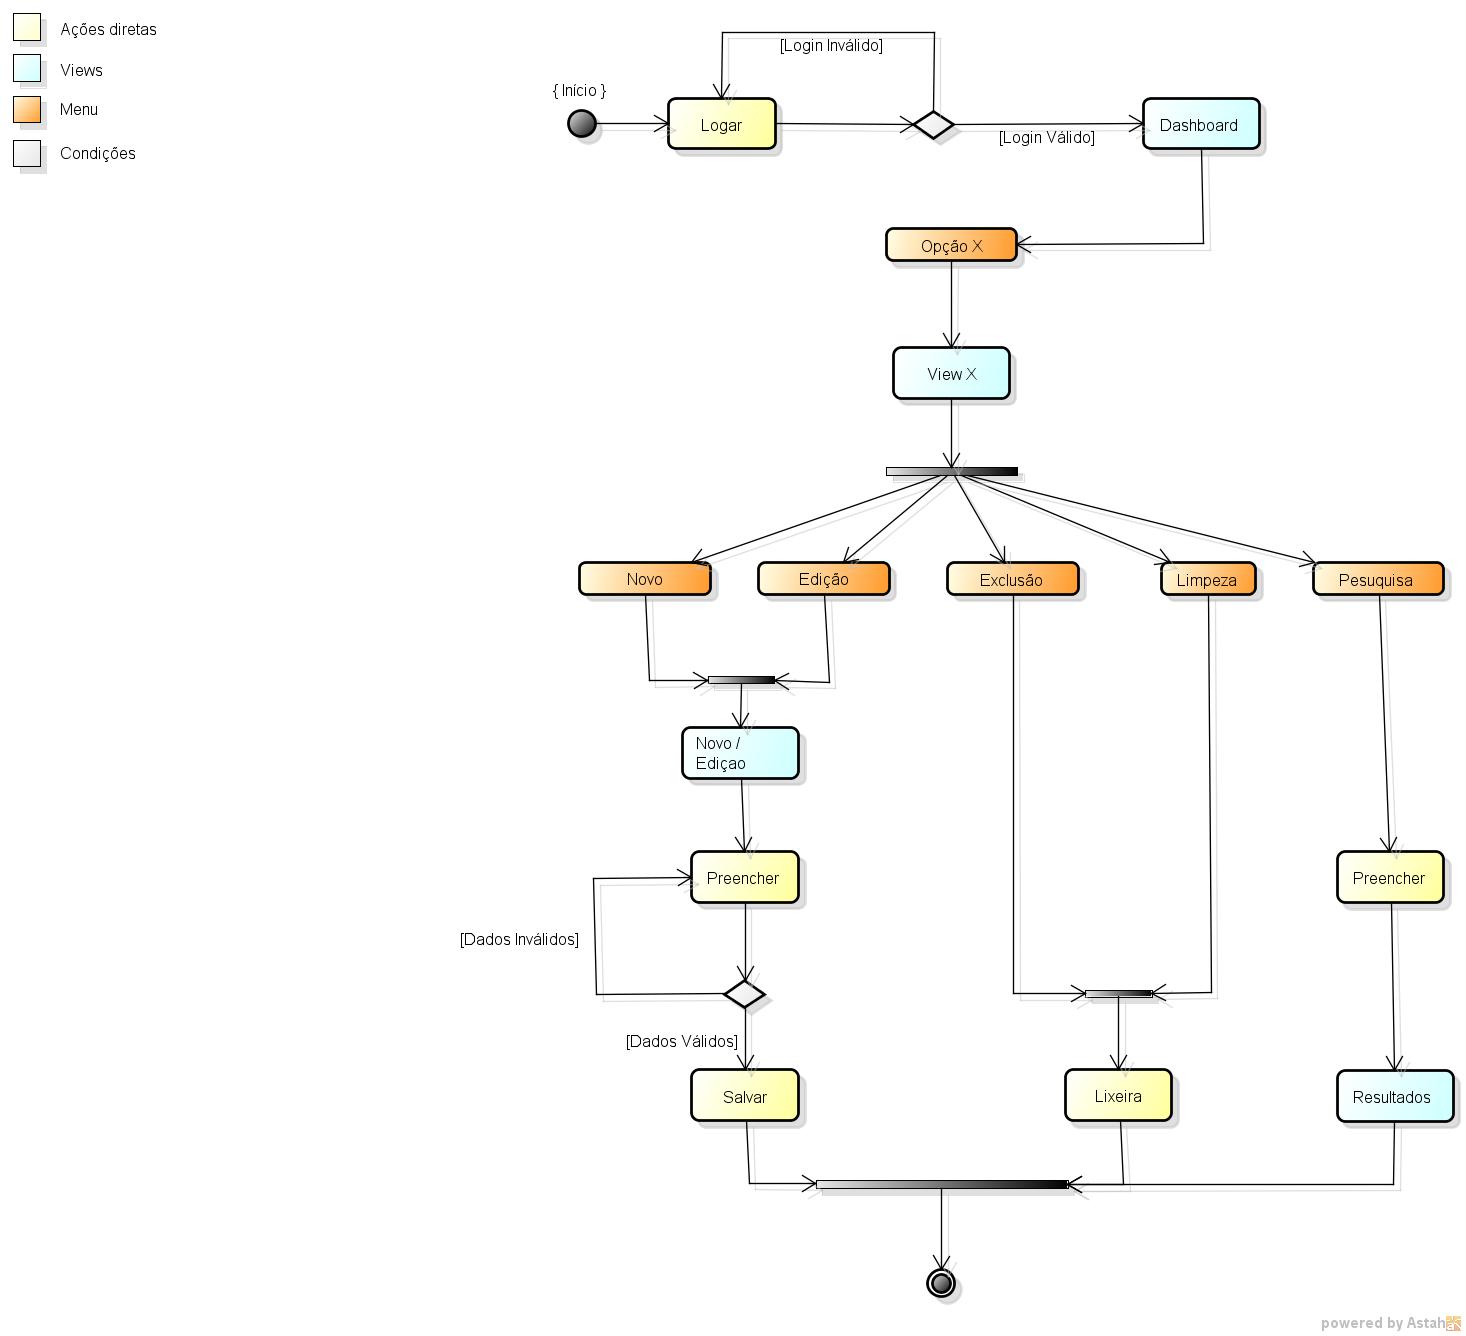 Ações diretas
Views
Menu
Condições
{ Início }
[Login Inválido]
Logar
[Login Válido]
Dashboard
Opção X
View X
Novo
Edição
Exclusão
Limpeza
Pesuquisa
Novo /
Ediçao
Preencher
Preencher
[Dados Inválidos]
[Dados Válidos]
Salvar
Lixeira
Resultados
powered by Astah